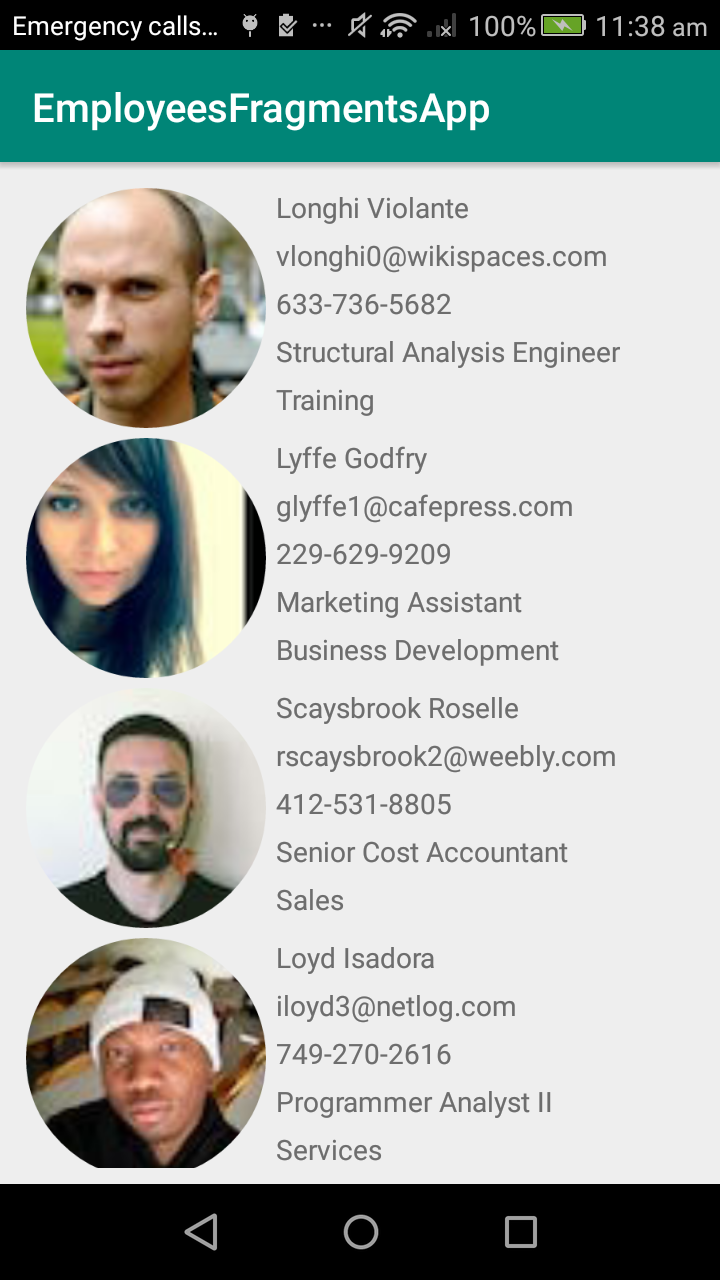 Emergency calls... ... 100% 11:38 am
EmployeesFragmentsApp
Longhi Violante
vlonghi0@wikispaces.com
633-736-5682
Structural Analysis Engineer
Training
Lyffe Godfry
glyffe1@cafepress.com
229-629-9209
Marketing Assistant
Business Development
Scaysbrook Roselle
rscaysbrook2@weebly.com
412-531-8805
Senior Cost Accountant
Sales
Loyd Isadora
iloyd3@netlog.com
749-270-2616
Programmer Analyst II
Services